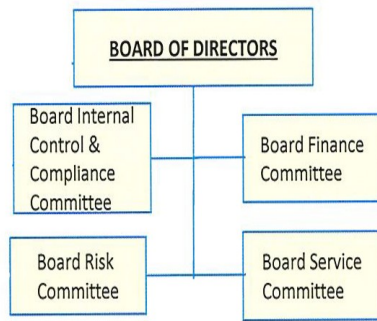 BOARD OF DIRECTORS
Board Internal
Control &
Compliance
Committee
Board Finance
Committee
Board Risk
Committee
Board Service
Committee